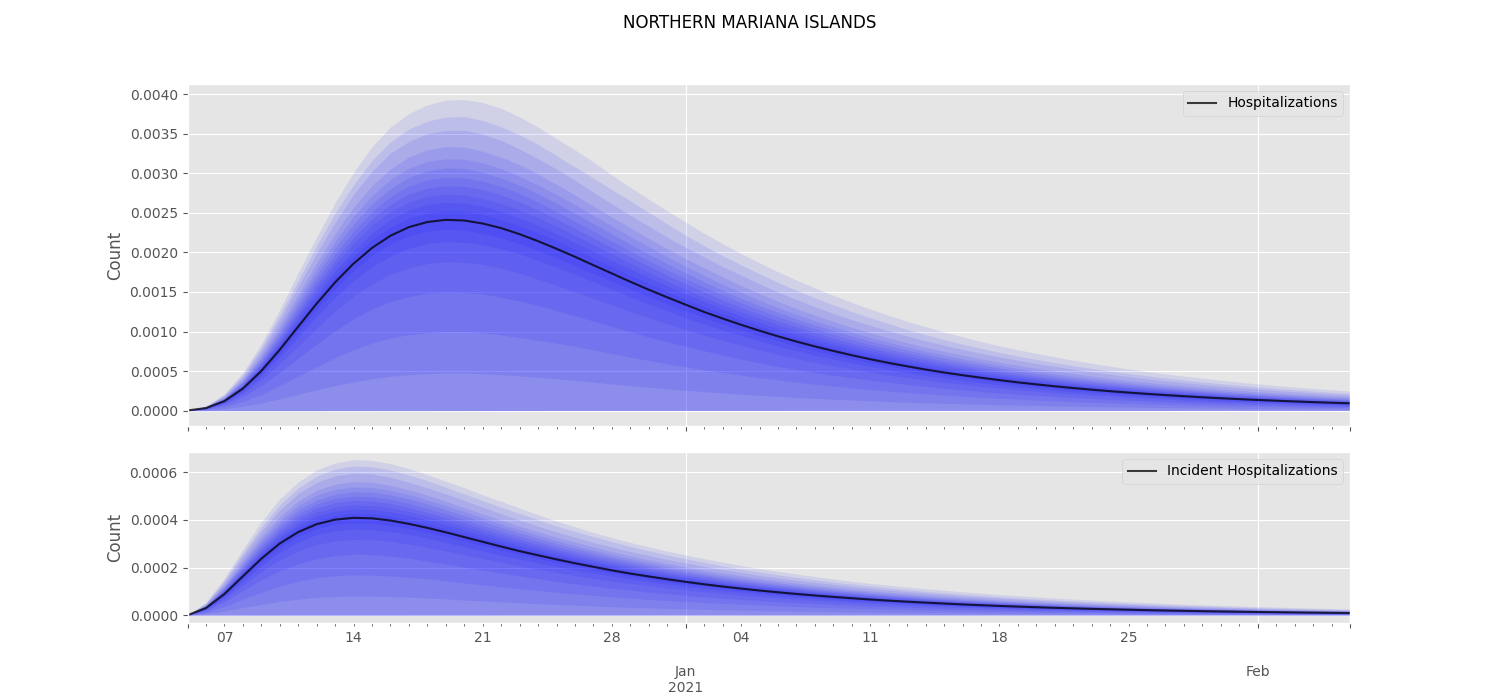 NORTHERN MARIANA ISLANDS
0.0040
0.0035
0.0030
0.0025
0.0020
0.0015
0.0010
0.0005
0.0000
Count
Hospitalizations
0.0006
0.0004
0.0002
0.0000
Count
Incident Hospitalizations
07 14 21 28 04 11 18 25
Jan Feb
2021